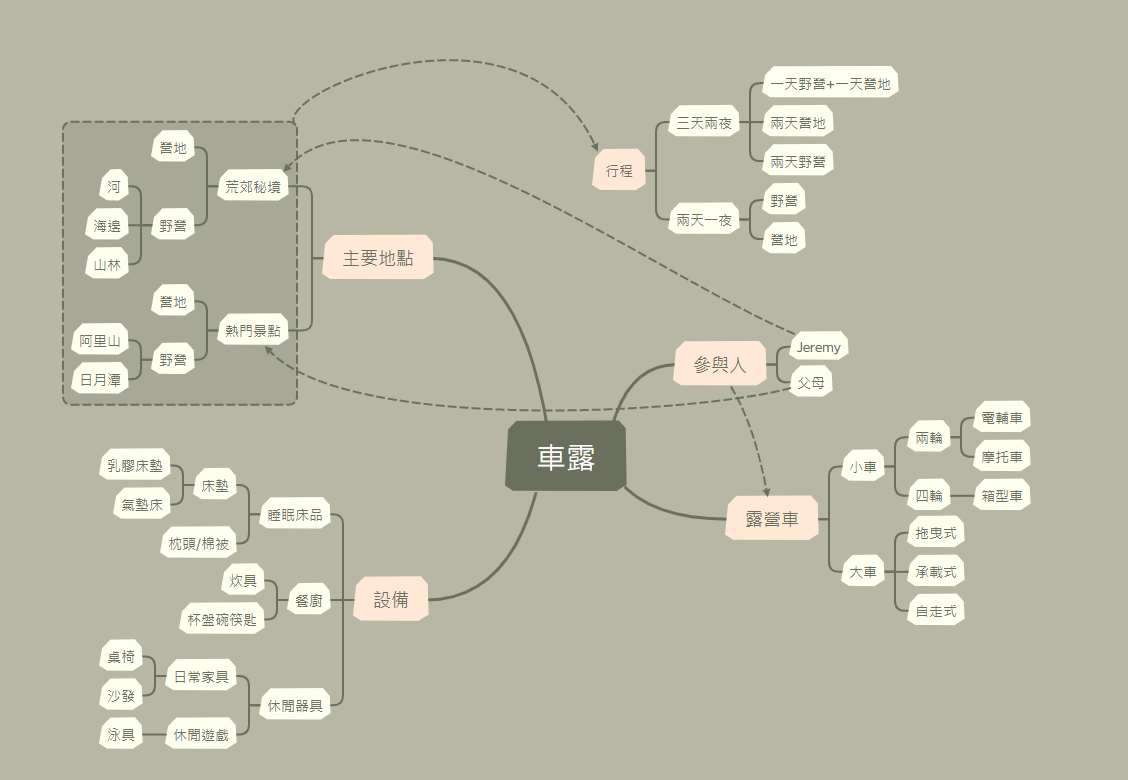 車露
主要地點
荒郊秘境
營地
野營
河
海邊
山林
熱門景點
營地
野營
阿里山
日月潭
行程
三天兩夜
一天野營+一天營地
兩天營地
兩天野營
兩天一夜
野營
營地
參與人
Jeremy
父母
露營車
小車
兩輪
電輔車
摩托車
四輪
箱型車
大車
拖曳式
承載式
自走式
設備
睡眠床品
床墊
乳膠床墊
氣墊床
枕頭/棉被
餐廚
炊具
杯盤碗筷匙
休閒器具
日常家具
桌椅
沙發
休閒遊戲
泳具